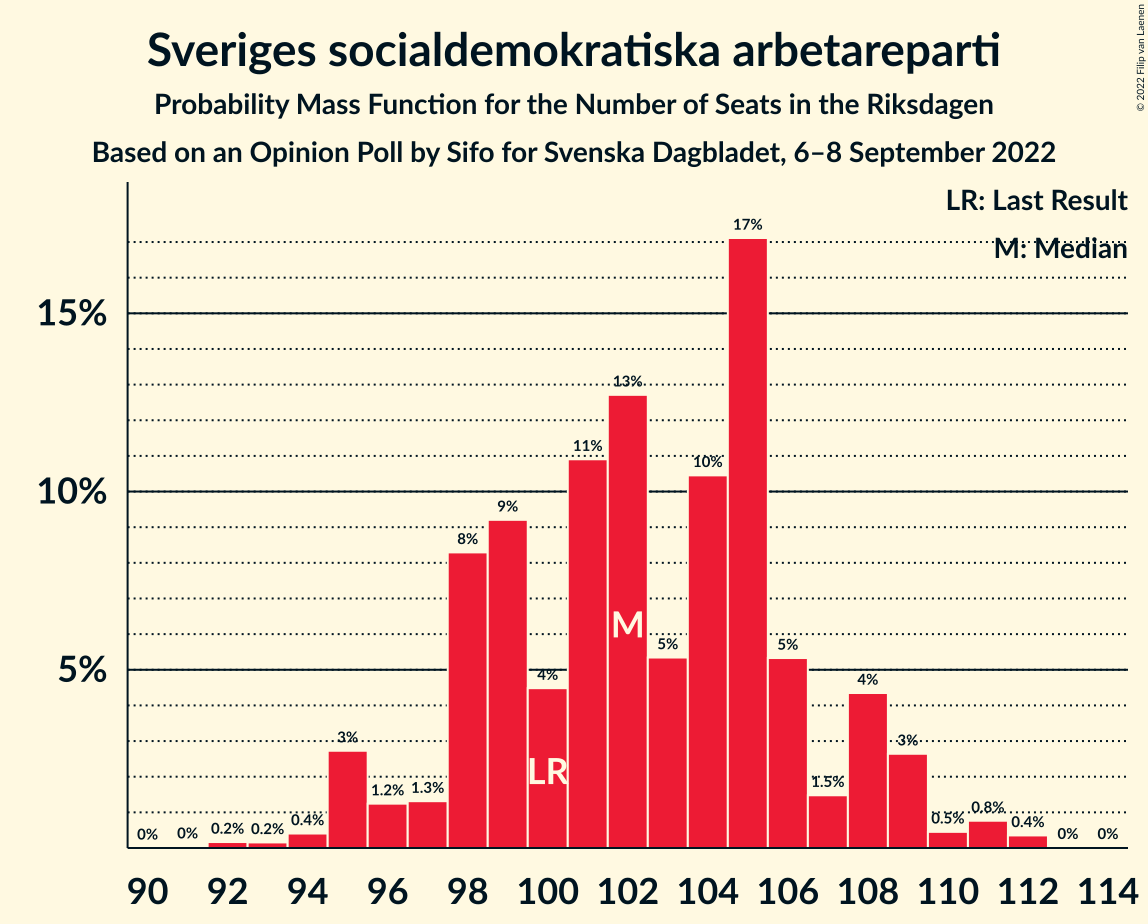 Sveriges socialdemokratiska arbetareparti
Probability Mass Function for the Number of Seats in the Riksdagen
Based on an Opinion Poll by Sifo for Svenska Dagbladet, 6–8 September 2022
© 2022 Filip van Laenen
LR: Last Result
M: Median
15%
10%
5%
0% 0% 0.2% 0.2% 0.4% 3% 1.2% 1.3% 8% 9% 4% 11% 13% 5% 10% 17% 5% 1.5% 4% 3% 0.5% 0.8% 0.4% 0% 0%
M
LR
90 92 94 96 98 100 102 104 106 108 110 112 114